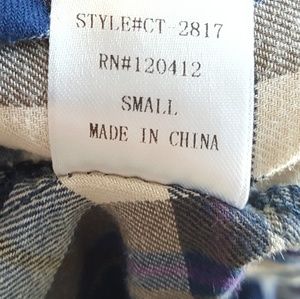 STYLE#CT-2817
RN#120412
SMALL
MADE IN CHINA